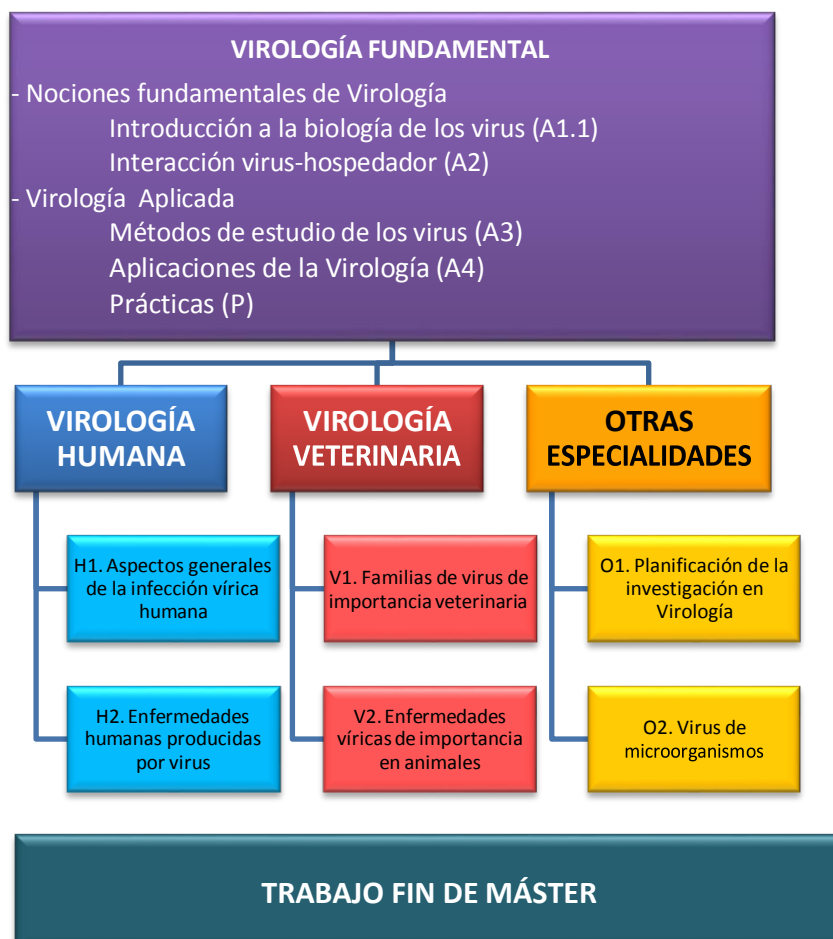 VIROLOGÍA FUNDAMENTAL
- Nociones fundamentales de Virología
Introducción a la biología de los virus (A1.1)
Interacción virus-hospedador (A2)
- Virología Aplicada
Métodos de estudio de los virus (A3)
Aplicaciones de la Virología (A4)
Prácticas (P)
VIROLOGÍA
HUMANA
VIROLOGÍA
VETERINARIA
OTRAS
ESPECIALIDADES
H1. Aspectos generales
de la infección vírica
humana
V1. Familias de virus de
importancia veterinaria
O1. Planificación de la
investigación en
Virología
H2. Enfermedades
humanas producidas
por virus
V2. Enfermedades
víricas de importancia
en animales
O2. Virus de
microorganismos
TRABAJO FIN DE MÁSTER